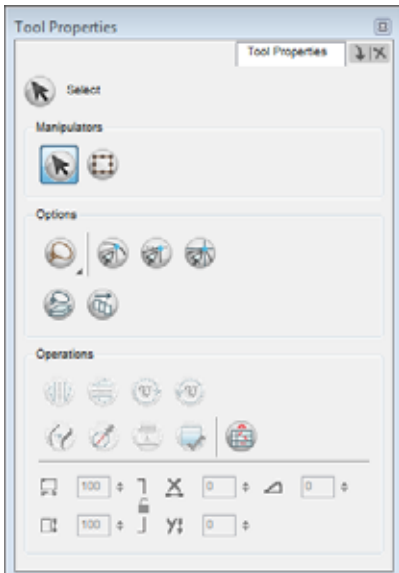 Tool Properties
Tool Properties
Select
Manipulators
Options
Operations
100 X 0 0
100 Y 0